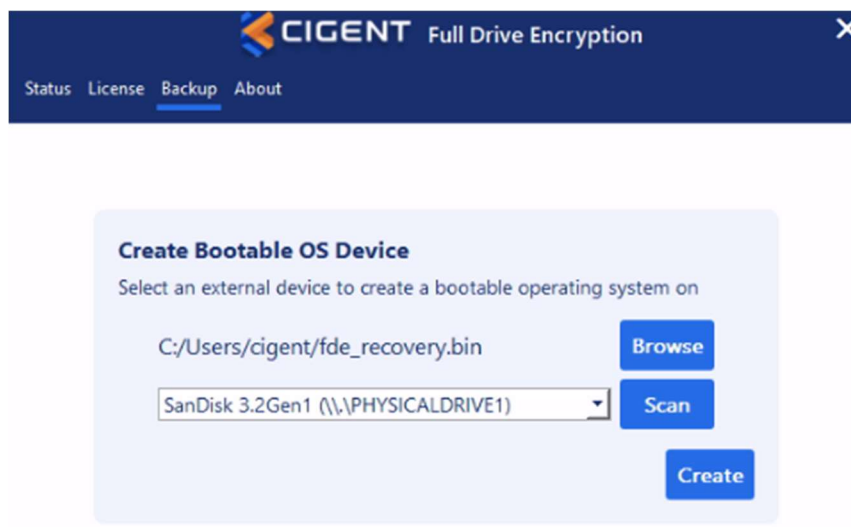 CIGENT Full Drive Encryption
Status License Backup About
Create Bootable OS Device
Select an external device to create a bootable operating system on
C:/Users/cigent/fde_recovery.bin Browse
SanDisk 3.2Gen1 (\\.\PHYSICALDRIVE1) Scan
Create